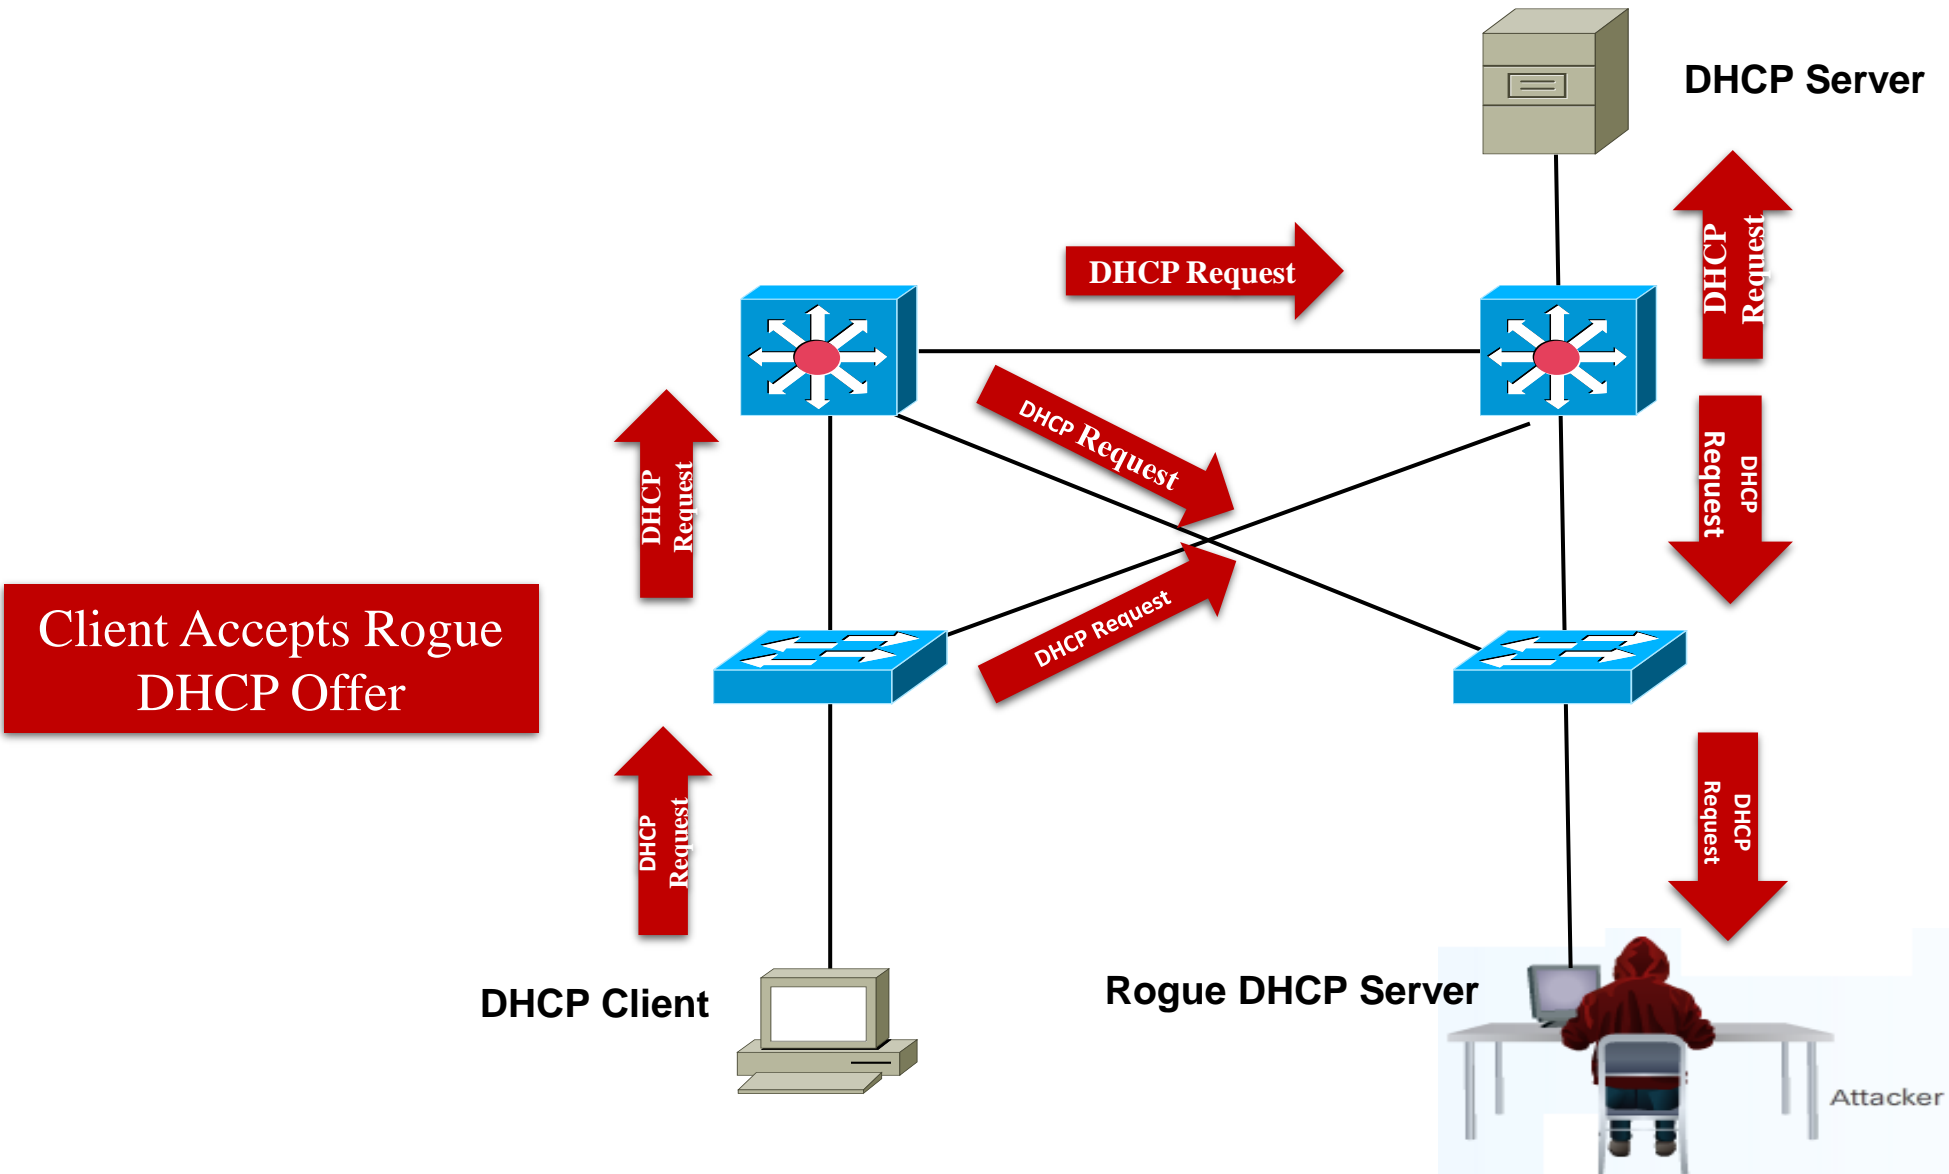 DHCP Server
DHCP
Request
DHCP Request
DHCP Request
DHCP
Request
DHCP
Request
DHCP Request
Client Accepts Rogue
DHCP Offer
DHCP
Request
DHCP
Request
DHCP Client
Rogue DHCP Server
Attacker